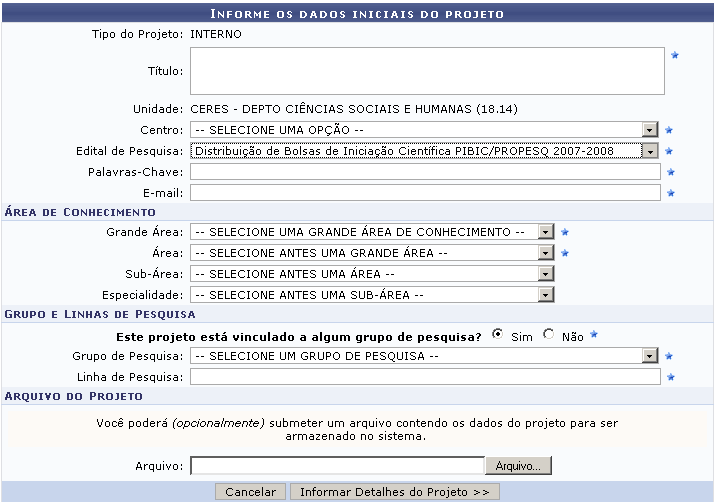 INFORME OS DADOS INICIAIS DO PROJETO
Tipo do Projeto: INTERNO
Título:
Unidade: CERES - DEPTO CIÊNCIAS SOCIAIS E HUMANAS (18.14)
Centro: -- SELECIONE UMA OPÇÃO --
Edital de Pesquisa: Distribuição de Bolsas de Iniciação Científica PIBIC/PROPESQ 2007-2008
Palavras-Chave:
E-mail:
ÁREA DE CONHECIMENTO
Grande Área: -- SELECIONE UMA GRANDE ÁREA DE CONHECIMENTO --
Área: -- SELECIONE ANTES UMA GRANDE ÁREA --
Sub-Área: -- SELECIONE ANTES UMA ÁREA --
Especialidade: -- SELECIONE ANTES UMA SUB-ÁREA --
GRUPO E LINHAS DE PESQUISA
Este projeto está vinculado a algum grupo de pesquisa? Sim Não
Grupo de Pesquisa: -- SELECIONE UM GRUPO DE PESQUISA --
Linha de Pesquisa:
ARQUIVO DO PROJETO
Você poderá (opcionalmente) submeter um arquivo contendo os dados do projeto para ser
armazenado no sistema.
Arquivo: Arquivo...
Cancelar Informar Detalhes do Projeto >>